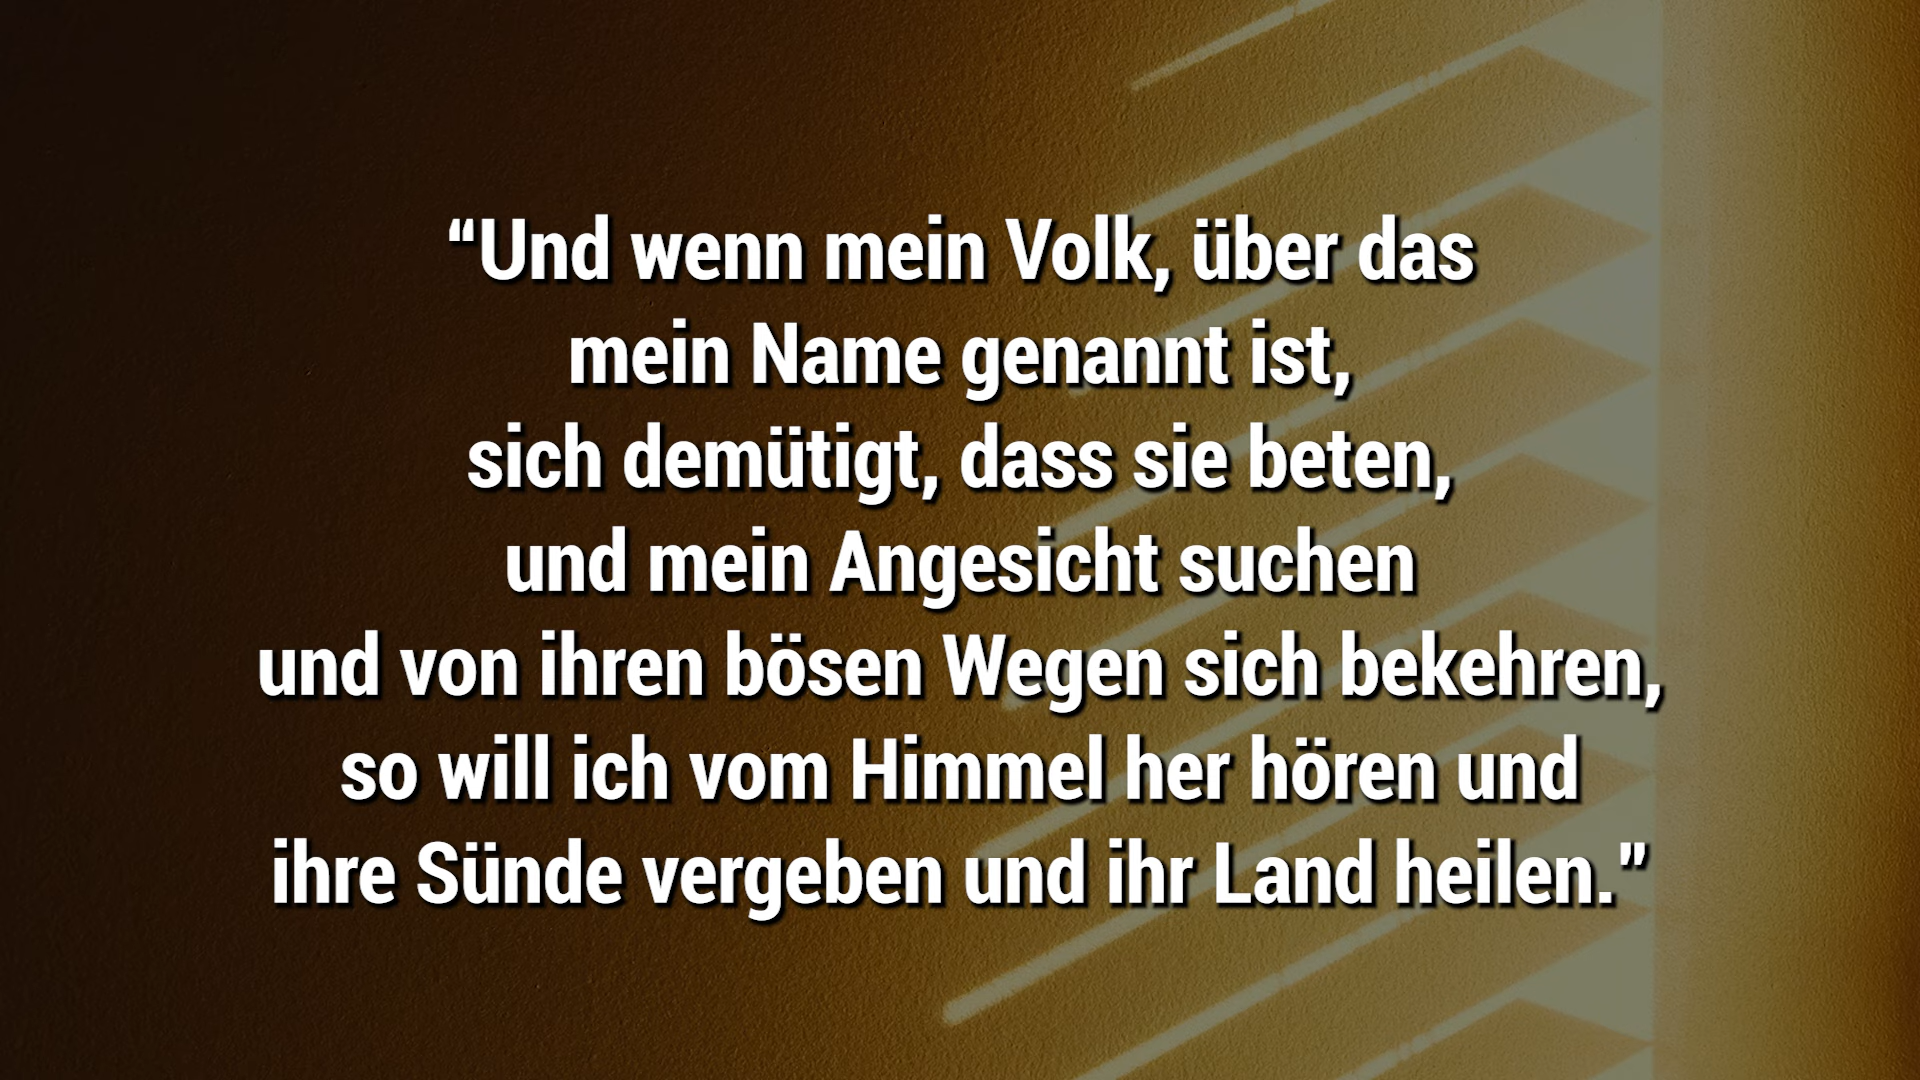 “Und wenn mein Volk, über das
mein Name genannt ist,
sich demütigt, dass sie beten,
und mein Angesicht suchen
und von ihren bösen Wegen sich bekehren,
so will ich vom Himmel her hören und
ihre Sünde vergeben und ihr Land heilen.”